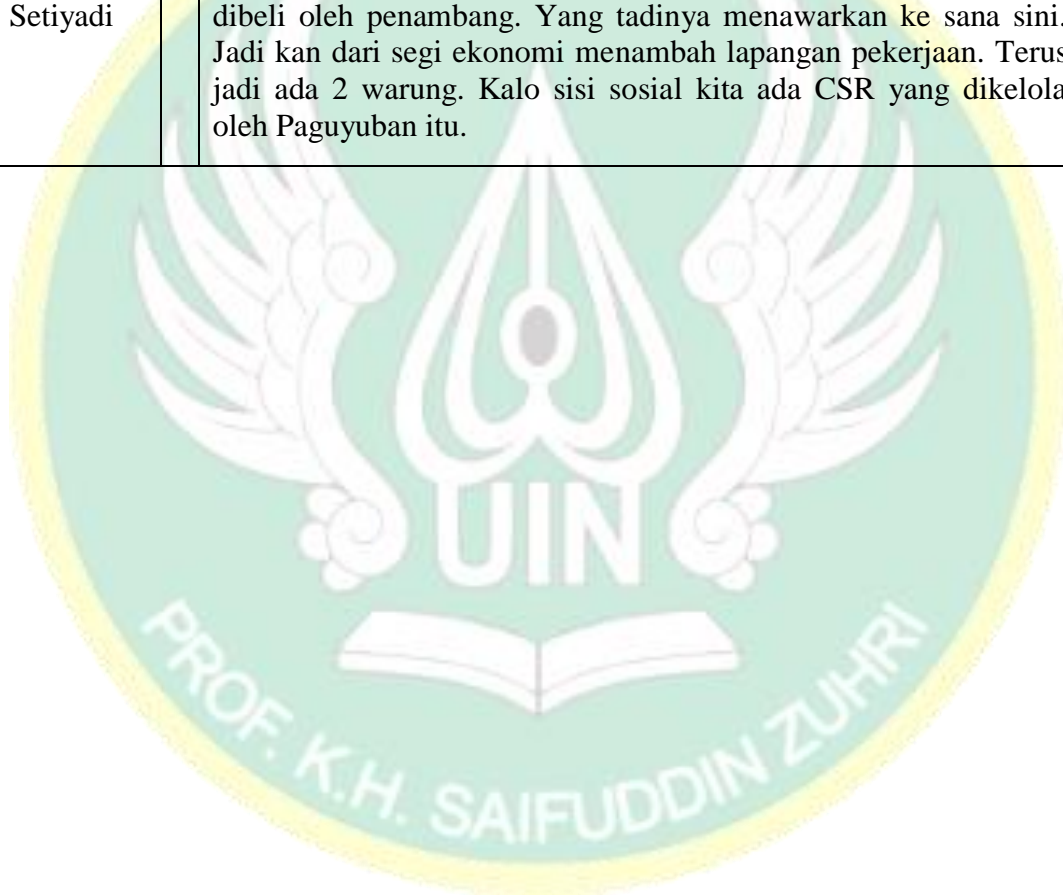 Setiyadi
dibeli oleh penambang. Yang tadinya menawarkan ke sana sini.
Jadi kan dari segi ekonomi menambah lapangan pekerjaan. Terus
jadi ada 2 warung. Kalo sisi sosial kita ada CSR yang dikelola
oleh Paguyuban itu.
UIN
PROF. K.H. SAIFUDDIN ZUHRI